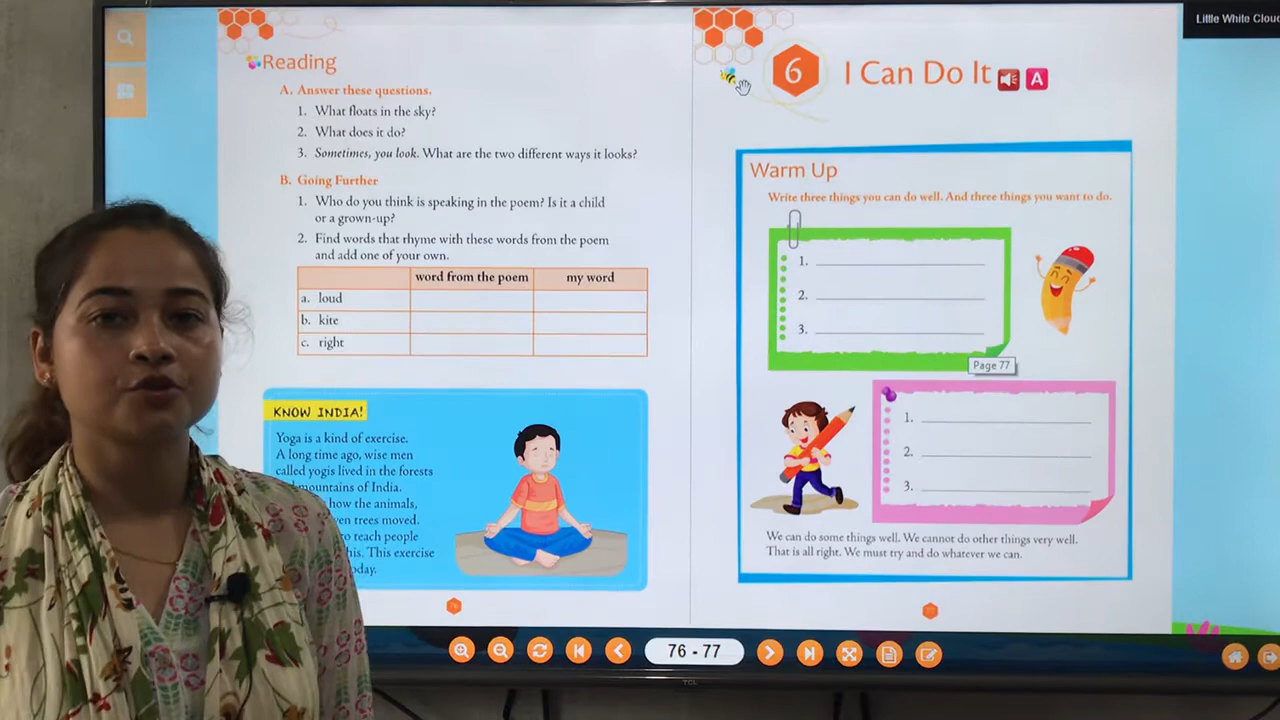 Reading
A. Answer these questions.
1. What floats in the sky?
2. What does it do?
3. Sometimes, you look. What are the two different ways it looks?
B. Going Further
1. Who do you think is speaking in the poem? Is it a child
or a grown-up?
2. Find words that rhyme with these words from the poem
and add one of your own.
word from the poem my word
a. loud
b. kite
c. right
KNOW INDIA!
Yoga is a kind of exercise.
A long time ago, wise men
called yogis lived in the forests
mountains of India.
how the animals,
trees moved.
to teach people
This exercise
76
6 I Can Do It A
Warm Up
Write three things you can do well. And three things you want to do.
1.
2.
3.
Page 77
1.
2.
3.
We can do some things well. We cannot do other things very well.
That is all right. We must try and do whatever we can.
77
Little White Cloud
76 - 77
TCL